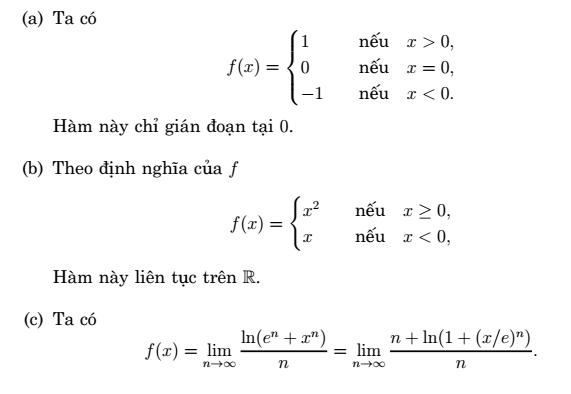 (a) Ta có
f(x) = { 1 nếu x > 0,
0 nếu x = 0,
−1 nếu x < 0.
Hàm này chỉ gián đoạn tại 0.
(b) Theo định nghĩa của f
f(x) = { x² nếu x ≥ 0,
x nếu x < 0,
Hàm này liên tục trên ℝ.
(c) Ta có
f(x) = lim_{n→∞} ln(eⁿ + xⁿ)/n = lim_{n→∞} (n + ln(1 + (x/e)ⁿ))/n.